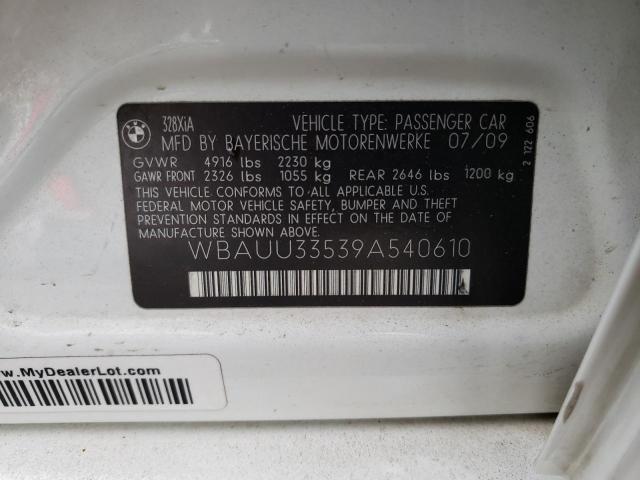 BMW
328XiA
VEHICLE TYPE: PASSENGER CAR
MFD BY BAYERISCHE MOTORENWERKE 07/09
GVWR 4916 lbs 2230 kg
GAWR FRONT 2326 lbs 1055 kg REAR 2646 lbs 1200 kg
THIS VEHICLE CONFORMS TO ALL APPLICABLE
FEDERAL MOTOR VEHICLE SAFETY, BUMPER AND THEFT
PREVENTION STANDARDS IN EFFECT ON THE DATE OF
MANUFACTURE SHOWN ABOVE.
WBAUU33539A540610
2 122 606
www.MyDealerLot.com